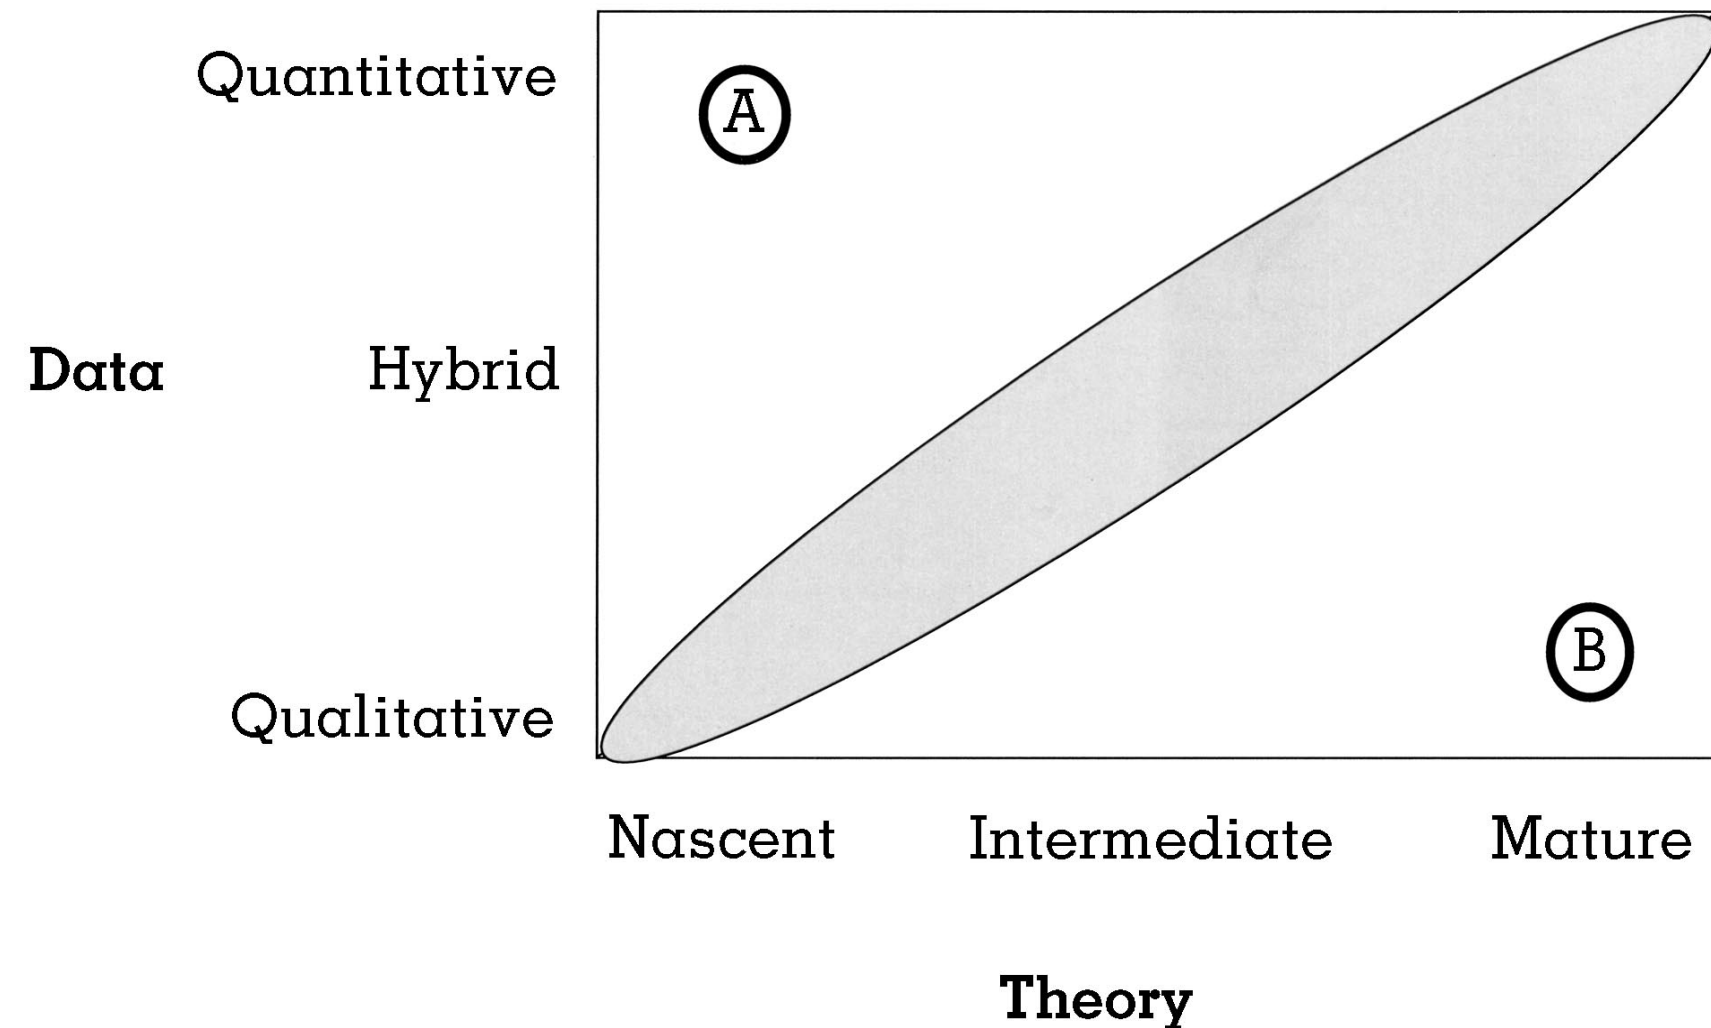 Quantitative
A
Data
Hybrid
B
Qualitative
Nascent
Intermediate
Mature
Theory